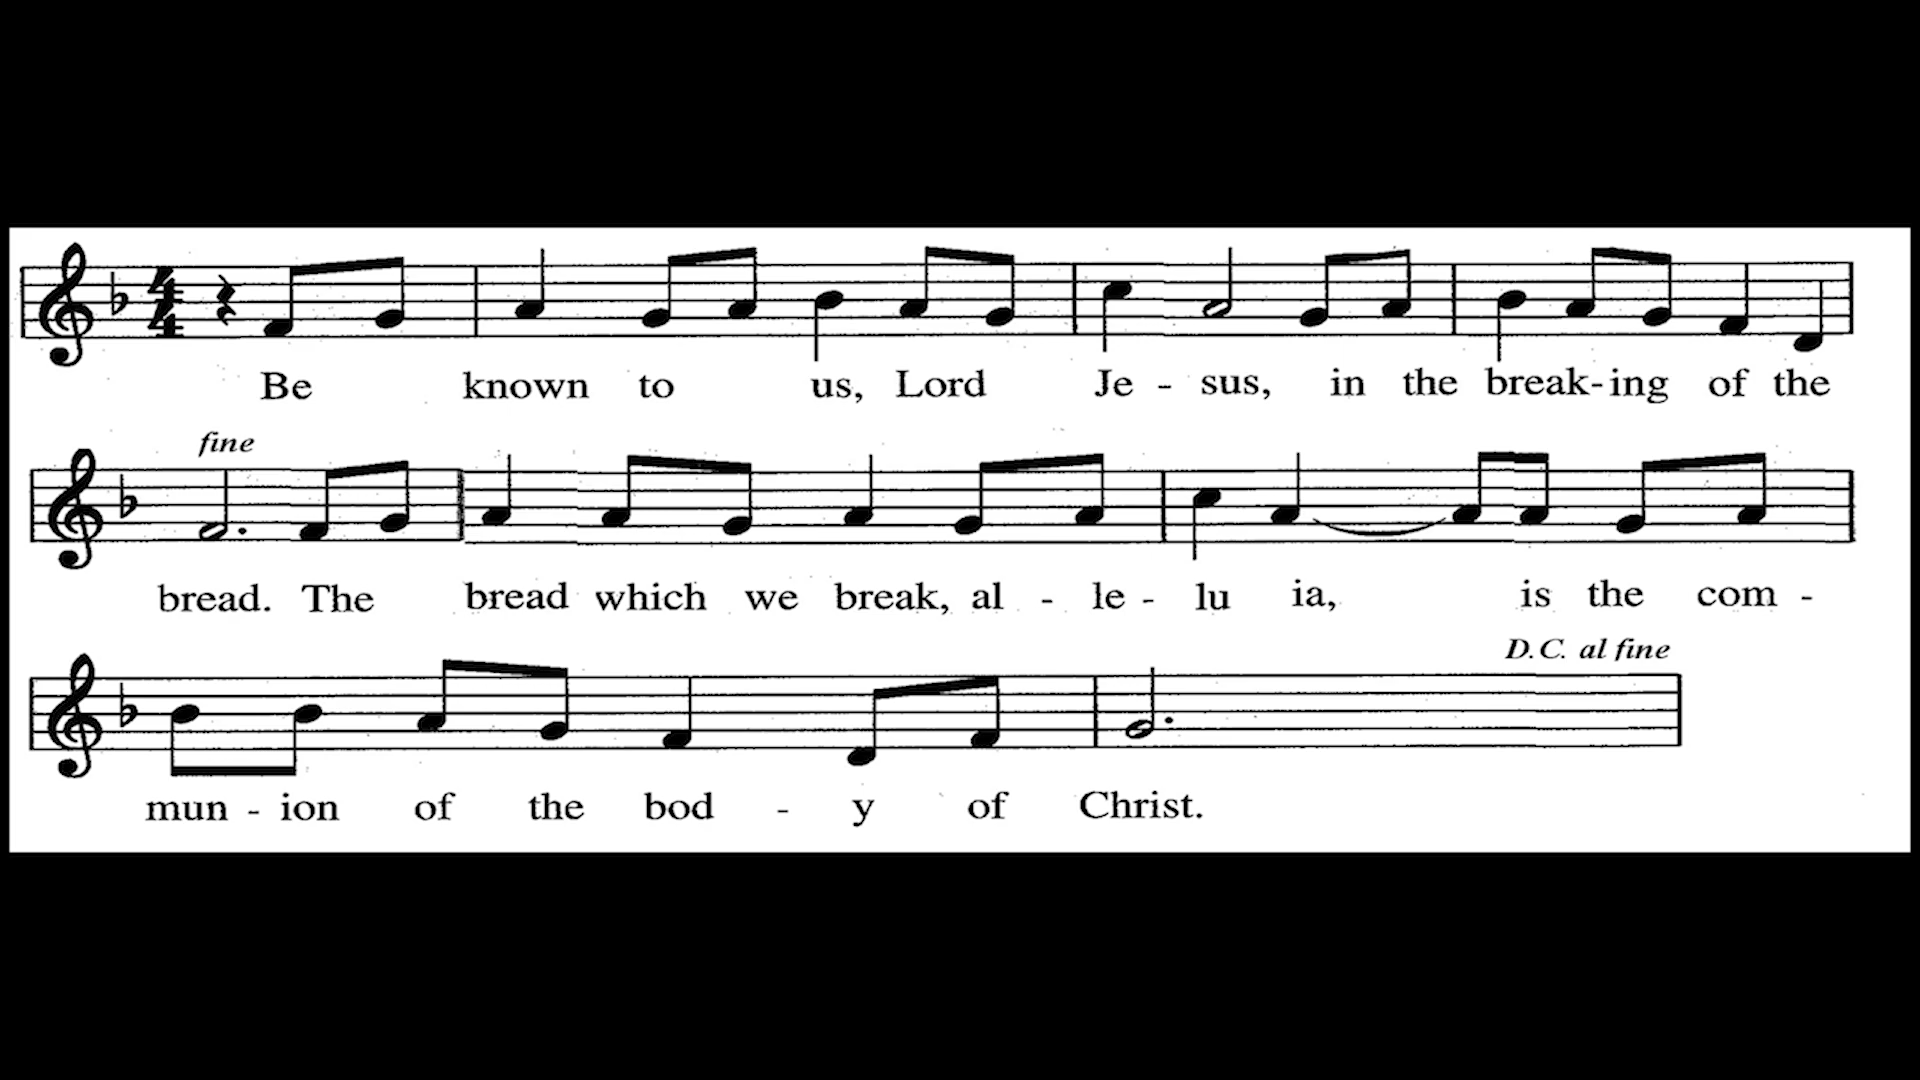 Be known to us, Lord Je - sus, in the break-ing of the
fine
bread. The bread which we break, al - le - lu ia, is the com -
D.C. al fine
mun - ion of the bod - y of Christ.